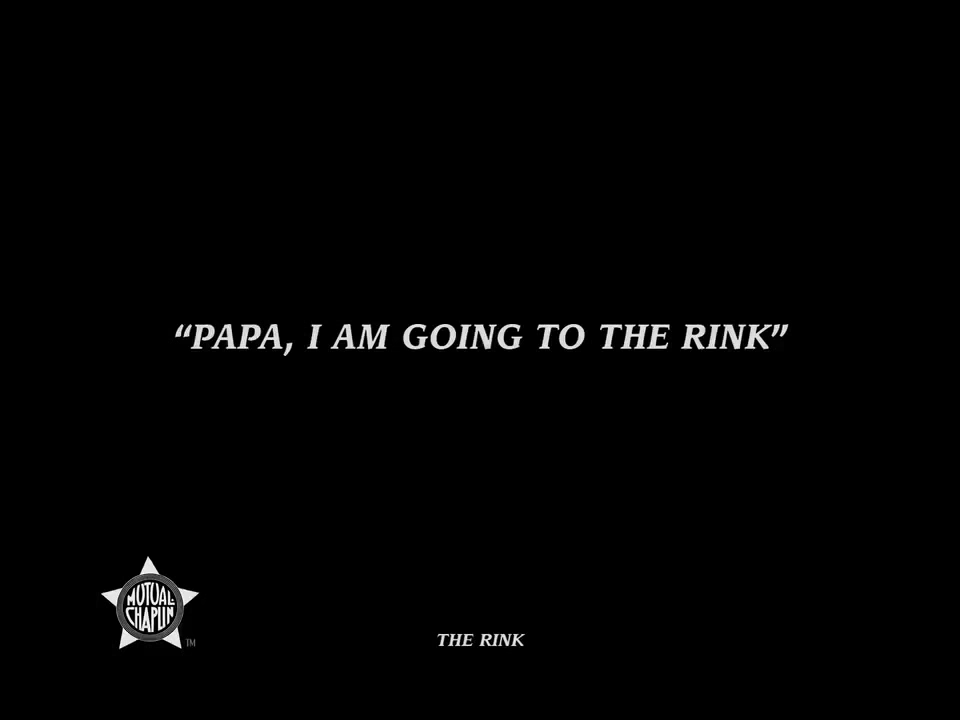 “PAPA, I AM GOING TO THE RINK”
MUTUAL-
CHAPLIN
TM
THE RINK